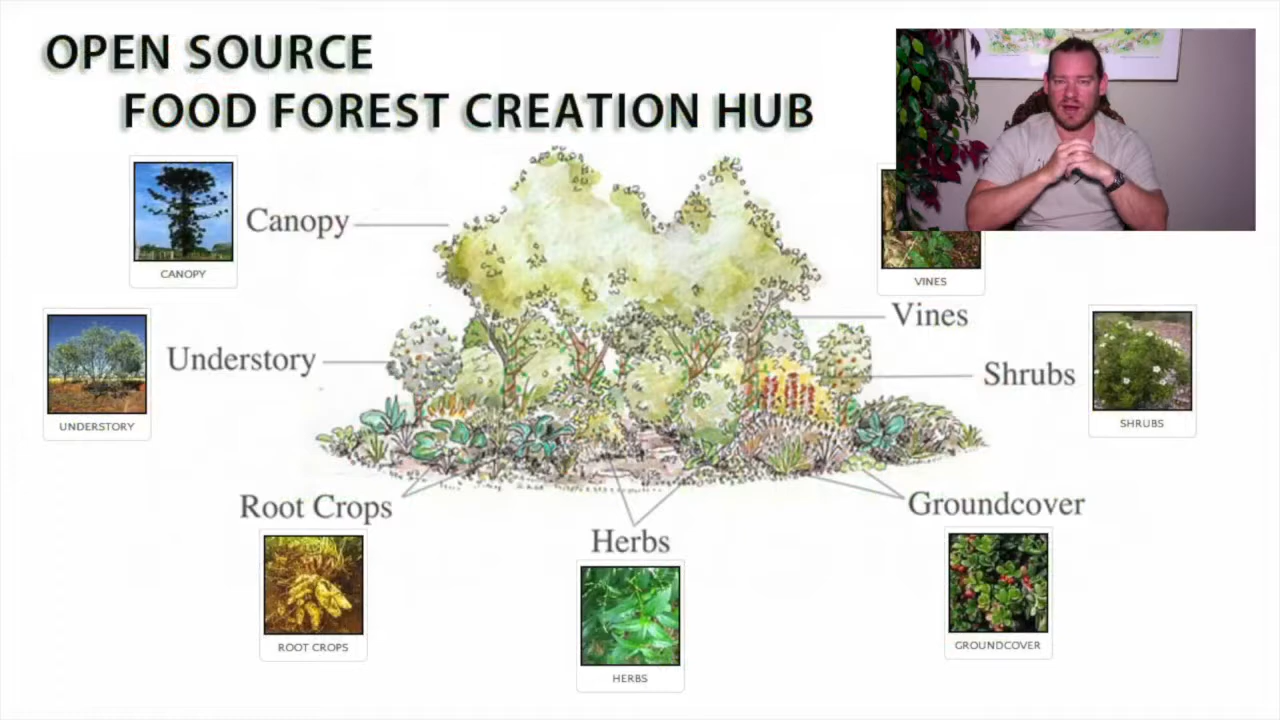 OPEN SOURCE
FOOD FOREST CREATION HUB
CANOPY
Canopy
VINES
Vines
UNDERSTORY
Understory
Shrubs
SHRUBS
Root Crops
ROOT CROPS
Herbs
HERBS
Groundcover
GROUNDCOVER